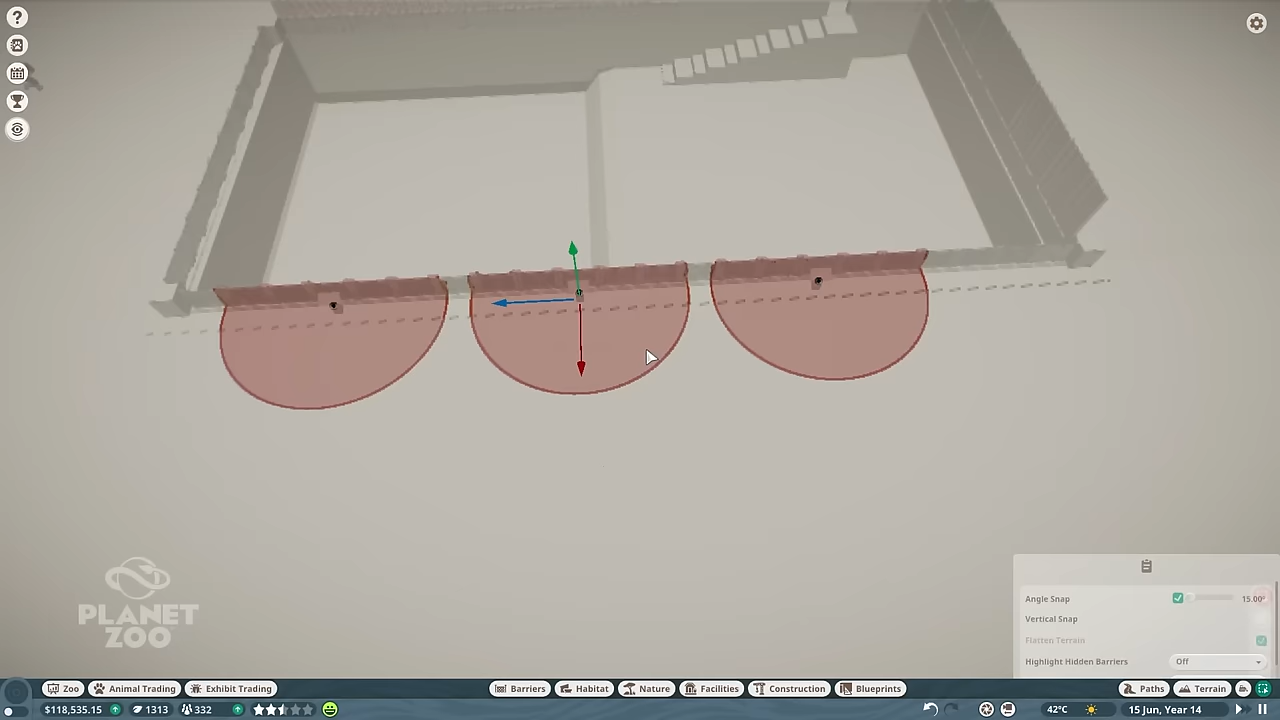 PLANET
ZOO
Angle Snap 15.00°
Vertical Snap
Flatten Terrain
Highlight Hidden Barriers Off
Zoo Animal Trading Exhibit Trading Barriers Habitat Nature Facilities Construction Blueprints Paths Terrain
$118,535.15 1313 332 42°C 15 Jun, Year 14